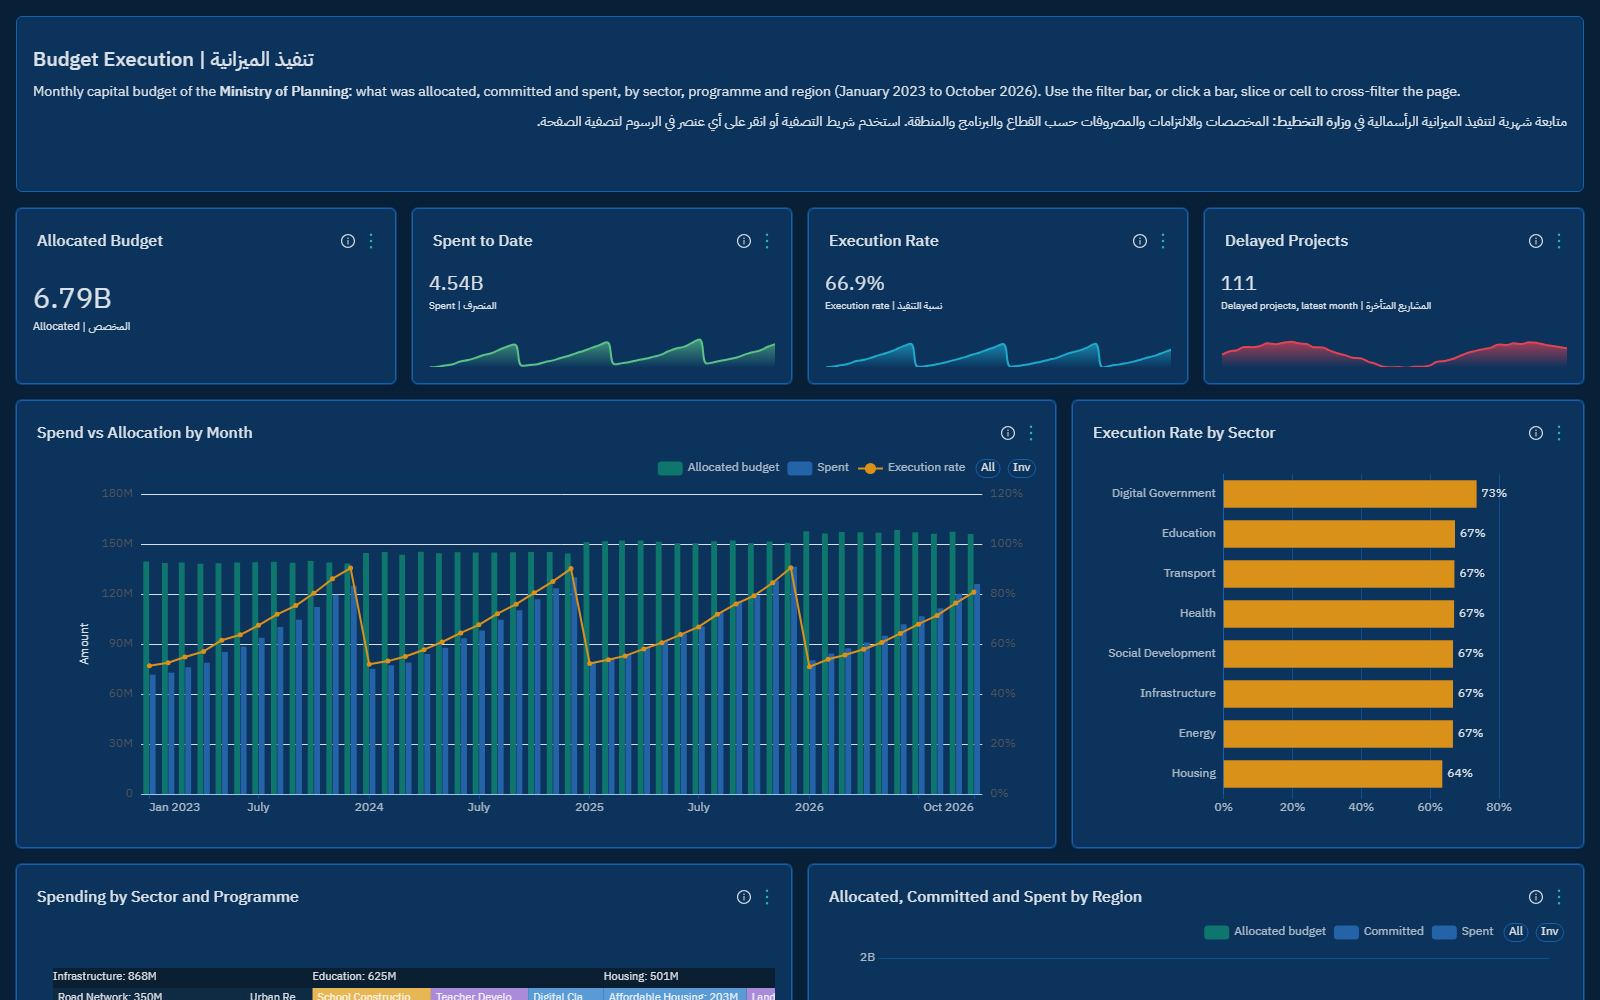 Budget Execution | تنفيذ الميزانية
Monthly capital budget of the Ministry of Planning: what was allocated, committed and spent, by sector, programme and region (January 2023 to October 2026). Use the filter bar, or click a bar, slice or cell to cross-filter the page.
متابعة شهرية لتنفيذ الميزانية الرأسمالية في وزارة التخطيط: المخصصات والالتزامات والمصروفات حسب القطاع والبرنامج والمنطقة. استخدم شريط التصفية أو انقر على أي عنصر في الرسوم لتصفية الصفحة.
Allocated Budget
6.79B
Allocated | المخصص
Spent to Date
4.54B
Spent | المنصرف
Execution Rate
66.9%
Execution rate | نسبة التنفيذ
Delayed Projects
111
Delayed projects, latest month | المشاريع المتأخرة
Spend vs Allocation by Month
Allocated budget Spent Execution rate All Inv
180M 120%
150M 100%
120M 80%
90M 60%
60M 40%
30M 20%
0 0%
Amount
Jan 2023 July 2024 July 2025 July 2026 Oct 2026
Execution Rate by Sector
Digital Government 73%
Education 67%
Transport 67%
Health 67%
Social Development 67%
Infrastructure 67%
Energy 67%
Housing 64%
0% 20% 40% 60% 80%
Spending by Sector and Programme
Infrastructure: 868M Education: 625M Housing: 501M
Road Network: 350M Urban Re... School Constructio... Teacher Develo... Digital Cla... Affordable Housing: 203M Land
Allocated, Committed and Spent by Region
Allocated budget Committed Spent All Inv
2B